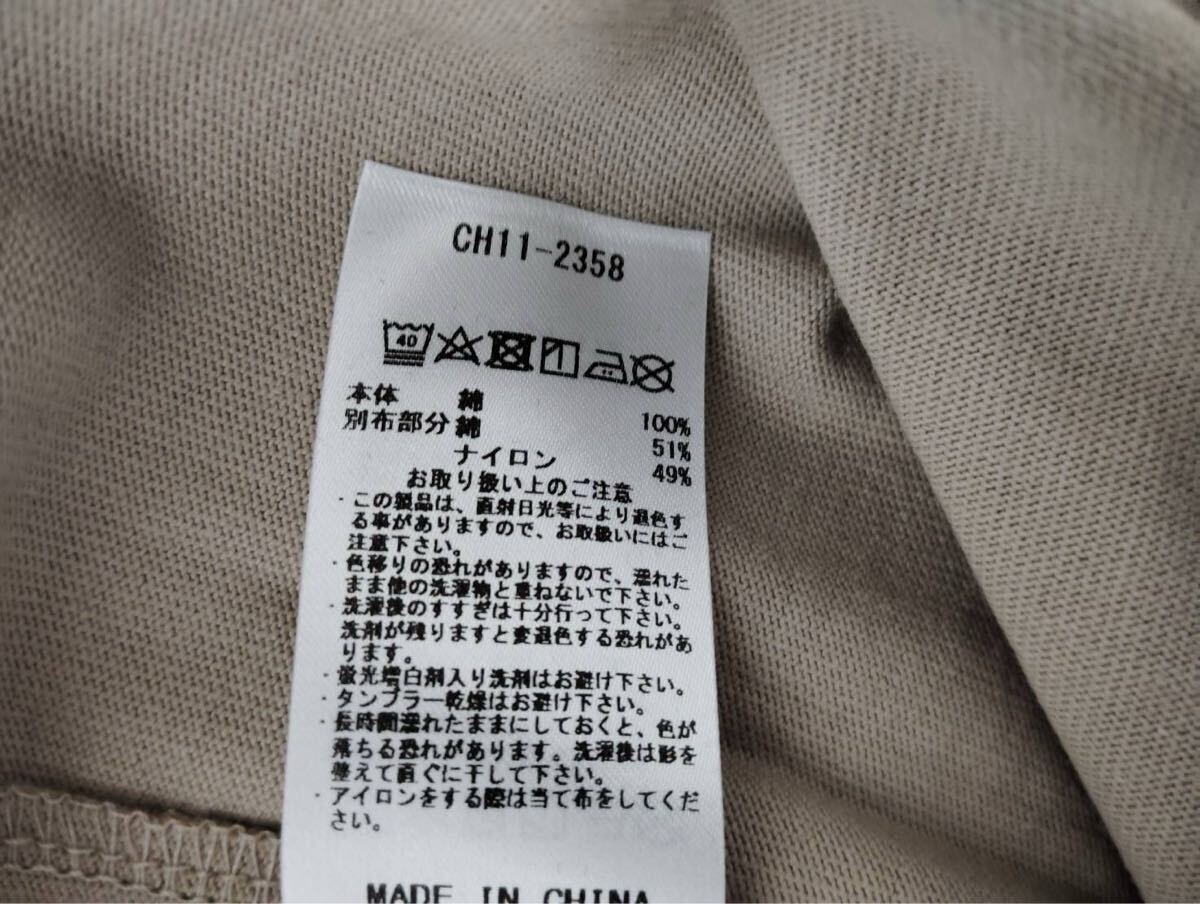 CH11-2358
40
本体 綿 100%
別布部分 綿 51%
ナイロン 49%
お取り扱い上のご注意
・この製品は、直射日光等により退色す
る事がありますので、お取扱いにはご
注意下さい。
・色移りの恐れがありますので、濡れた
まま他の洗濯物と重ねないで下さい。
・洗濯後のすすぎは十分行って下さい。
洗剤が残りますと変退色する恐れがあ
ります。
・蛍光増白剤入り洗剤はお避け下さい。
・タンブラー乾燥はお避け下さい。
・長時間濡れたままにしておくと、色が
落ちる恐れがあります。洗濯後は形を
整えて直ぐに干して下さい。
・アイロンをする際は当て布をしてくだ
さい。
MADE IN CHINA